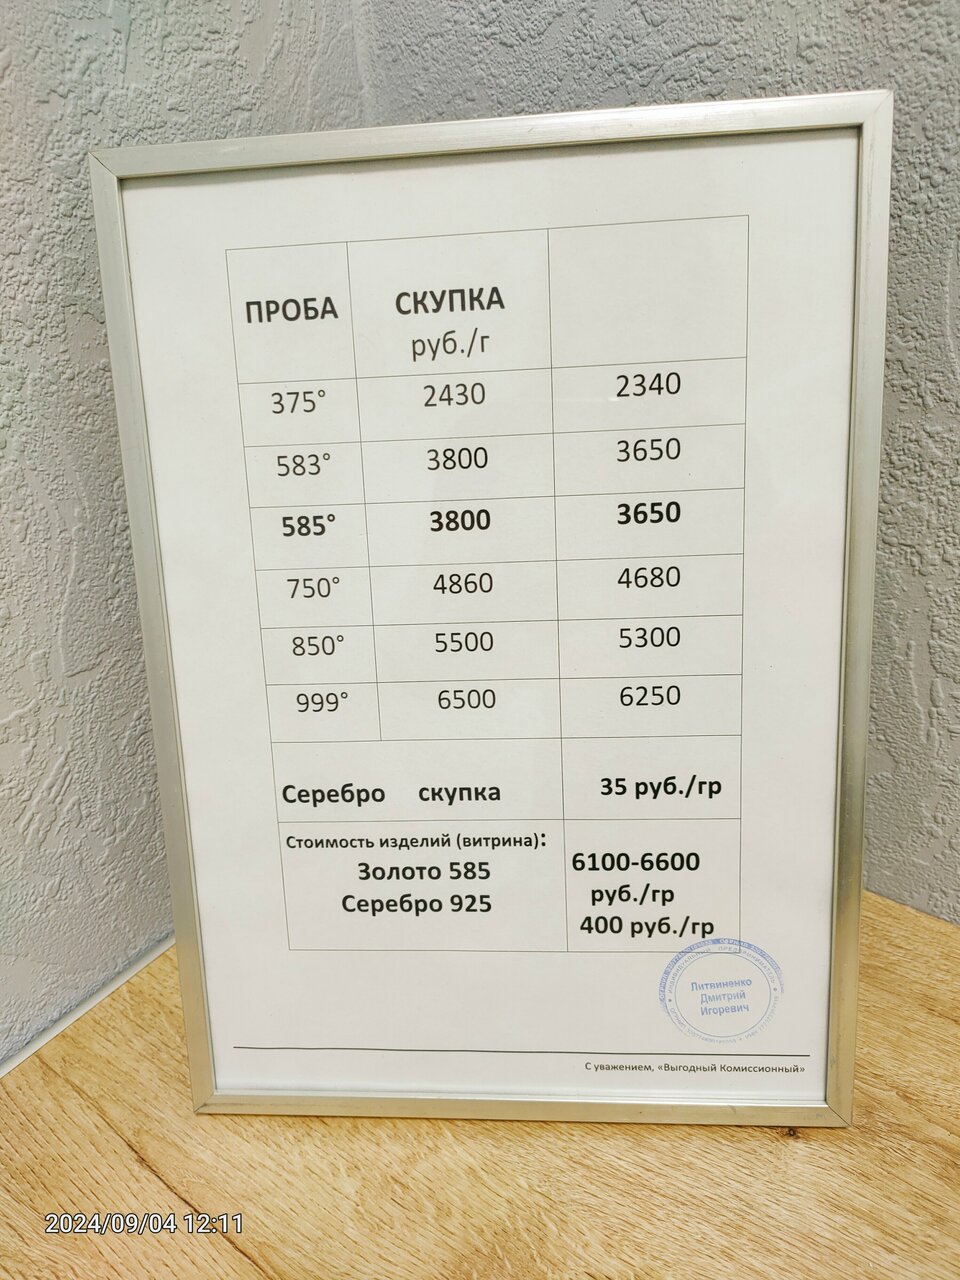 ПРОБА СКУПКА
руб./г
375° 2430 2340
583° 3800 3650
585° 3800 3650
750° 4860 4680
850° 5500 5300
999° 6500 6250
Серебро скупка 35 руб./гр
Стоимость изделий (витрина):
Золото 585 6100-6600
руб./гр
Серебро 925 400 руб./гр
ИНДИВИДУАЛЬНЫЙ ПРЕДПРИНИМАТЕЛЬ
Литвиненко
Дмитрий
Игоревич
С уважением, «Выгодный Комиссионный»
2024/09/04 12:11